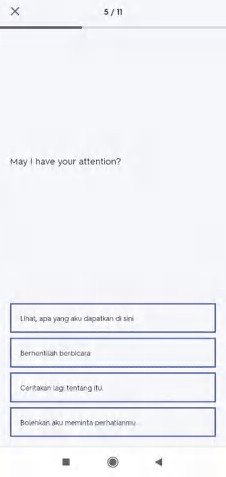 5 / 11
May I have your attention?
Lihat, apa yang aku dapatkan di sini
Berhentilah berbicara
Ceritakan lagi tentang itu.
Bolehkan aku meminta perhatianmu